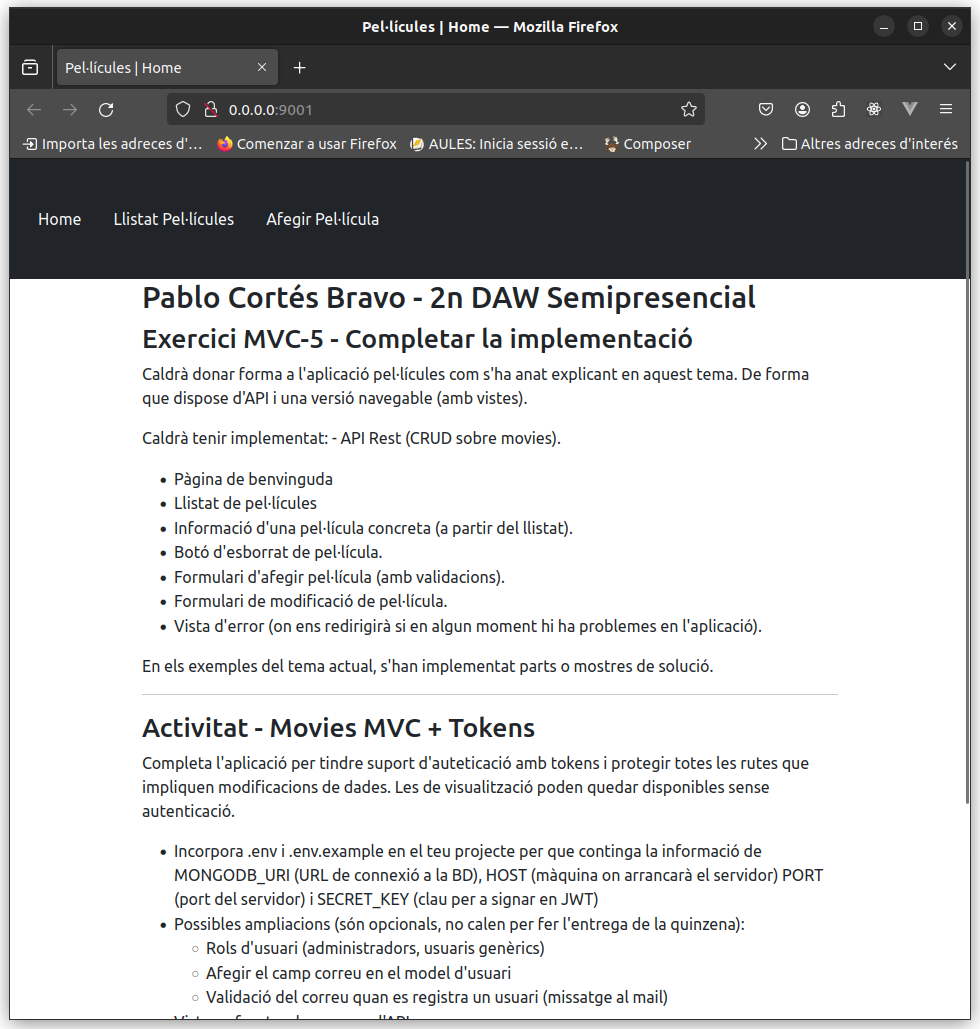 Pel·lícules | Home — Mozilla Firefox
Pel·lícules | Home
0.0.0.0:9001
Importa les adreces d'... Comenzar a usar Firefox AULES: Inicia sessió e... Composer Altres adreces d'interés
Home Llistat Pel·lícules Afegir Pel·lícula
Pablo Cortés Bravo - 2n DAW Semipresencial
Exercici MVC-5 - Completar la implementació
Caldrà donar forma a l'aplicació pel·lícules com s'ha anat explicant en aquest tema. De forma
que dispose d'API i una versió navegable (amb vistes).
Caldrà tenir implementat: - API Rest (CRUD sobre movies).
Pàgina de benvinguda
Llistat de pel·lícules
Informació d'una pel·lícula concreta (a partir del llistat).
Botó d'esborrat de pel·lícula.
Formulari d'afegir pel·lícula (amb validacions).
Formulari de modificació de pel·lícula.
Vista d'error (on ens redirigirà si en algun moment hi ha problemes en l'aplicació).
En els exemples del tema actual, s'han implementat parts o mostres de solució.
Activitat - Movies MVC + Tokens
Completa l'aplicació per tindre suport d'auteticació amb tokens i protegir totes les rutes que
impliquen modificacions de dades. Les de visualització poden quedar disponibles sense
autenticació.
Incorpora .env i .env.example en el teu projecte per que continga la informació de
MONGODB_URI (URL de connexió a la BD), HOST (màquina on arrancarà el servidor) PORT
(port del servidor) i SECRET_KEY (clau per a signar en JWT)
Possibles ampliacions (són opcionals, no calen per fer l'entrega de la quinzena):
Rols d'usuari (administradors, usuaris genèrics)
Afegir el camp correu en el model d'usuari
Validació del correu quan es registra un usuari (missatge al mail)